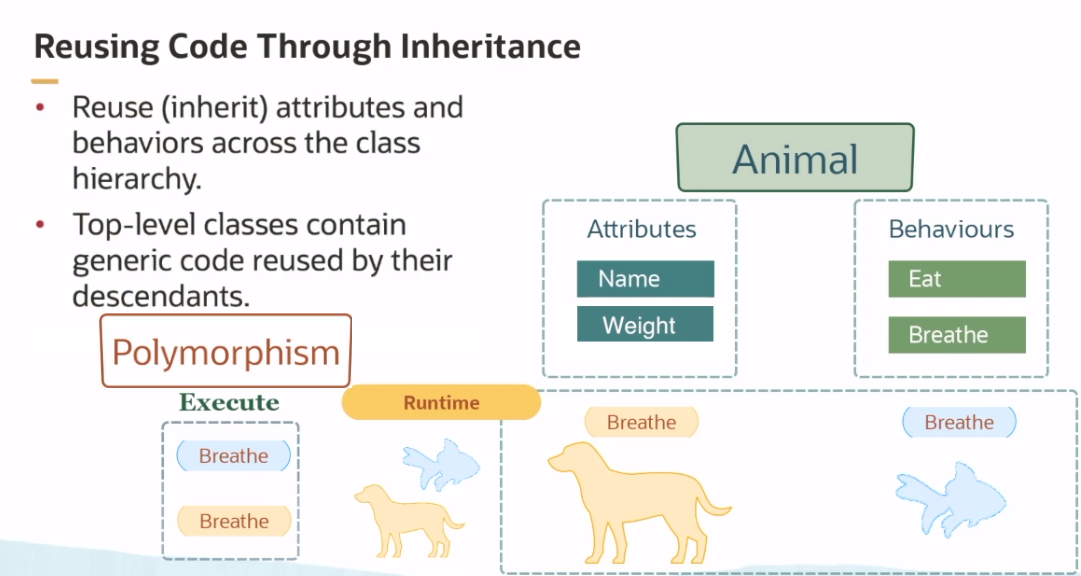 Reusing Code Through Inheritance
• Reuse (inherit) attributes and
behaviors across the class
hierarchy.
• Top-level classes contain
generic code reused by their
descendants.
Animal
Attributes
Name
Weight
Behaviours
Eat
Breathe
Polymorphism
Execute
Breathe
Breathe
Runtime
Breathe
Breathe